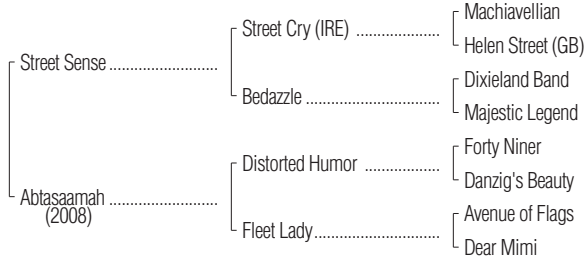 Machiavellian
Street Cry (IRE) ....................
Helen Street (GB)
Street Sense ..........................
Dixieland Band
Bedazzle ................................
Majestic Legend
Forty Niner
Distorted Humor ..................
Danzig's Beauty
Abtasaamah ..........................
(2008)
Avenue of Flags
Fleet Lady..............................
Dear Mimi